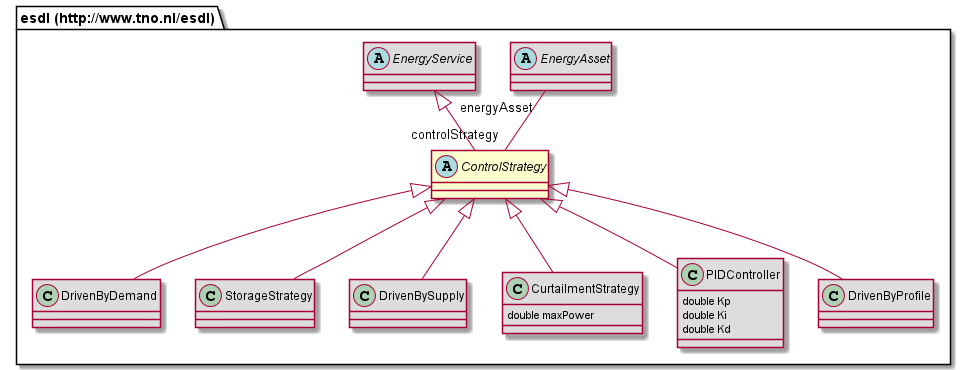 esdl (http://www.tno.nl/esdl)
A EnergyService
A EnergyAsset
energyAsset
controlStrategy
A ControlStrategy
C DrivenByDemand
C StorageStrategy
C DrivenBySupply
C CurtailmentStrategy
double maxPower
C PIDController
double Kp
double Ki
double Kd
C DrivenByProfile